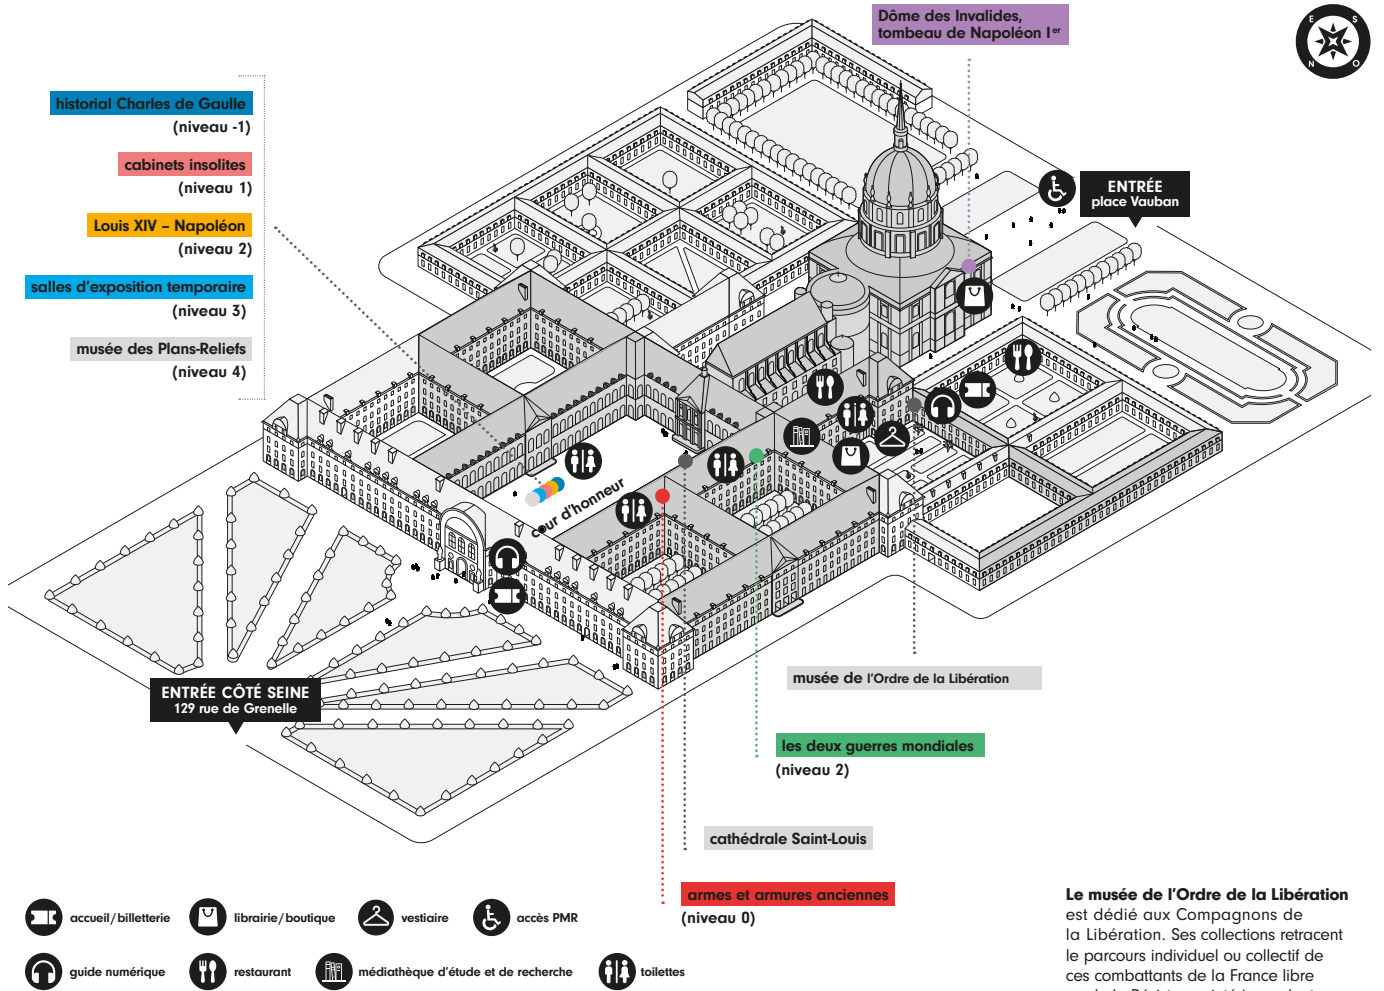 Dôme des Invalides,
tombeau de Napoléon Ier
E S
N O
historial Charles de Gaulle
(niveau -1)
cabinets insolites
(niveau 1)
Louis XIV – Napoléon
(niveau 2)
salles d'exposition temporaire
(niveau 3)
musée des Plans-Reliefs
(niveau 4)
ENTRÉE
place Vauban
cour d'honneur
ENTRÉE CÔTÉ SEINE
129 rue de Grenelle
musée de l'Ordre de la Libération
les deux guerres mondiales
(niveau 2)
cathédrale Saint-Louis
armes et armures anciennes
(niveau 0)
accueil/billetterie
librairie/boutique
vestiaire
accès PMR
guide numérique
restaurant
médiathèque d'étude et de recherche
toilettes
Le musée de l'Ordre de la Libération
est dédié aux Compagnons de
la Libération. Ses collections retracent
le parcours individuel ou collectif de
ces combattants de la France libre